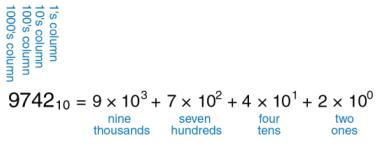 1's column
10's column
100's column
1000's column
9742₁₀ = 9 × 10³ + 7 × 10² + 4 × 10¹ + 2 × 10⁰
nine thousands
seven hundreds
four tens
two ones